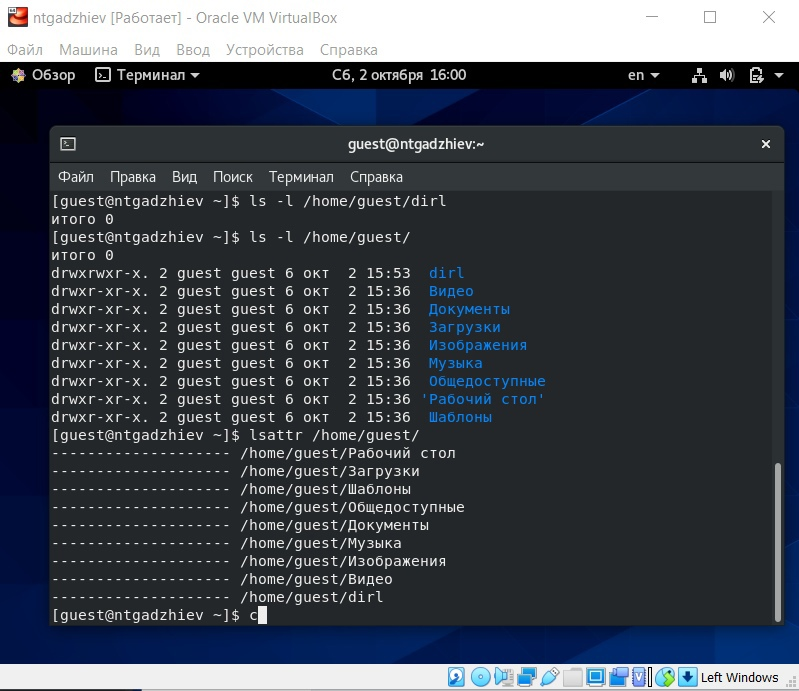 ntgadzhiev [Работает] - Oracle VM VirtualBox
Файл Машина Вид Ввод Устройства Справка
Обзор Терминал Сб, 2 октября 16:00 en
guest@ntgadzhiev:~
Файл Правка Вид Поиск Терминал Справка
[guest@ntgadzhiev ~]$ ls -l /home/guest/dirl
итого 0
[guest@ntgadzhiev ~]$ ls -l /home/guest/
итого 0
drwxrwxr-x. 2 guest guest 6 окт  2 15:53  dirl
drwxr-xr-x. 2 guest guest 6 окт  2 15:36  Видео
drwxr-xr-x. 2 guest guest 6 окт  2 15:36  Документы
drwxr-xr-x. 2 guest guest 6 окт  2 15:36  Загрузки
drwxr-xr-x. 2 guest guest 6 окт  2 15:36  Изображения
drwxr-xr-x. 2 guest guest 6 окт  2 15:36  Музыка
drwxr-xr-x. 2 guest guest 6 окт  2 15:36  Общедоступные
drwxr-xr-x. 2 guest guest 6 окт  2 15:36 'Рабочий стол'
drwxr-xr-x. 2 guest guest 6 окт  2 15:36  Шаблоны
[guest@ntgadzhiev ~]$ lsattr /home/guest/
-------------------- /home/guest/Рабочий стол
-------------------- /home/guest/Загрузки
-------------------- /home/guest/Шаблоны
-------------------- /home/guest/Общедоступные
-------------------- /home/guest/Документы
-------------------- /home/guest/Музыка
-------------------- /home/guest/Изображения
-------------------- /home/guest/Видео
-------------------- /home/guest/dirl
[guest@ntgadzhiev ~]$ c
Left Windows